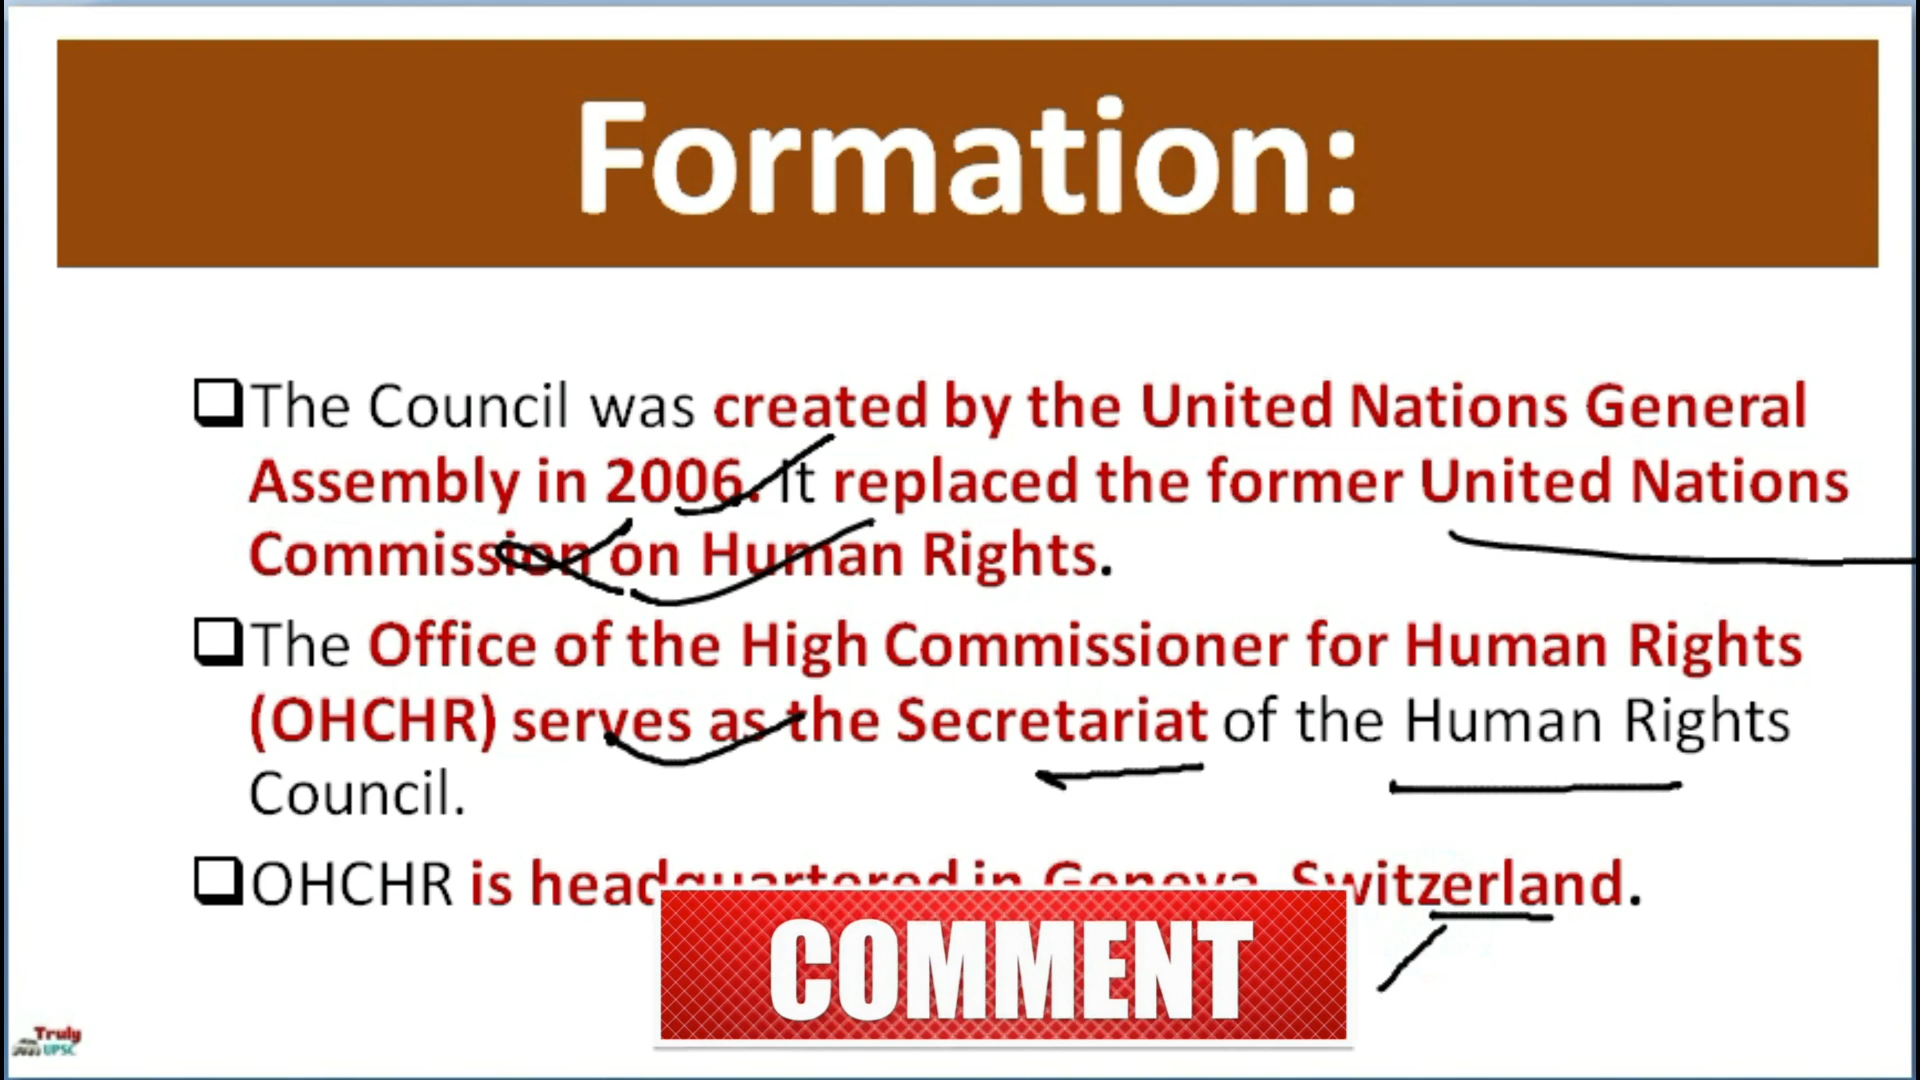 Formation:
The Council was created by the United Nations General
Assembly in 2006. It replaced the former United Nations
Commission on Human Rights.
The Office of the High Commissioner for Human Rights
(OHCHR) serves as the Secretariat of the Human Rights
Council.
OHCHR is headquartered in Geneva, Switzerland.
COMMENT
Truly
UPSC